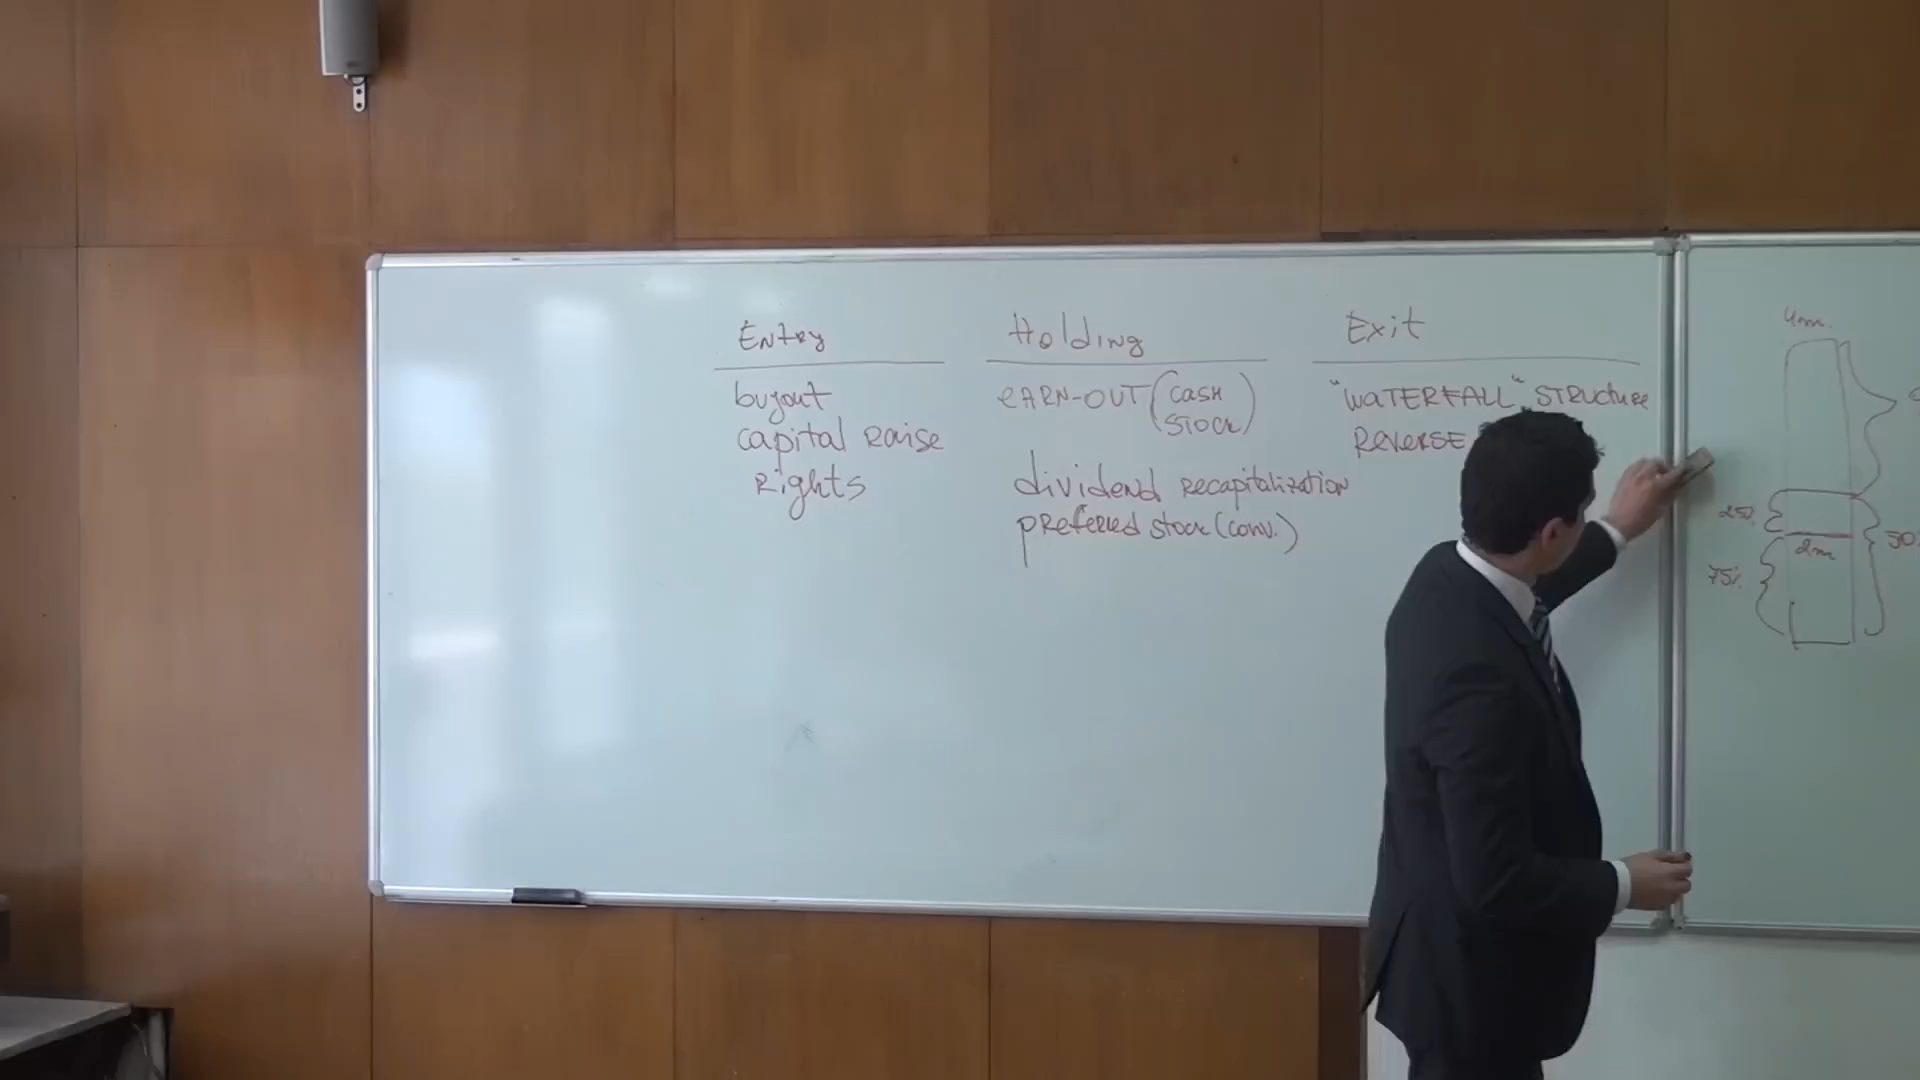 Entry
buyout
capital raise
rights
Holding
earn-out (cash
stock)
dividend recapitalization
preferred stock (conv.)
Exit
"Waterfall" structure
Reverse
4m.
25%
2m
75%